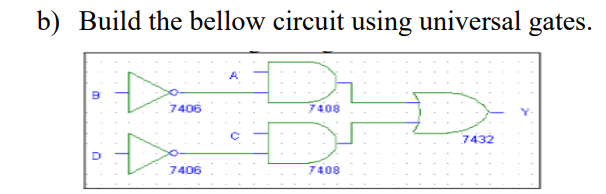 b) Build the bellow circuit using universal gates.
A
B
7406
7408
Y
C
7432
D
7406
7408